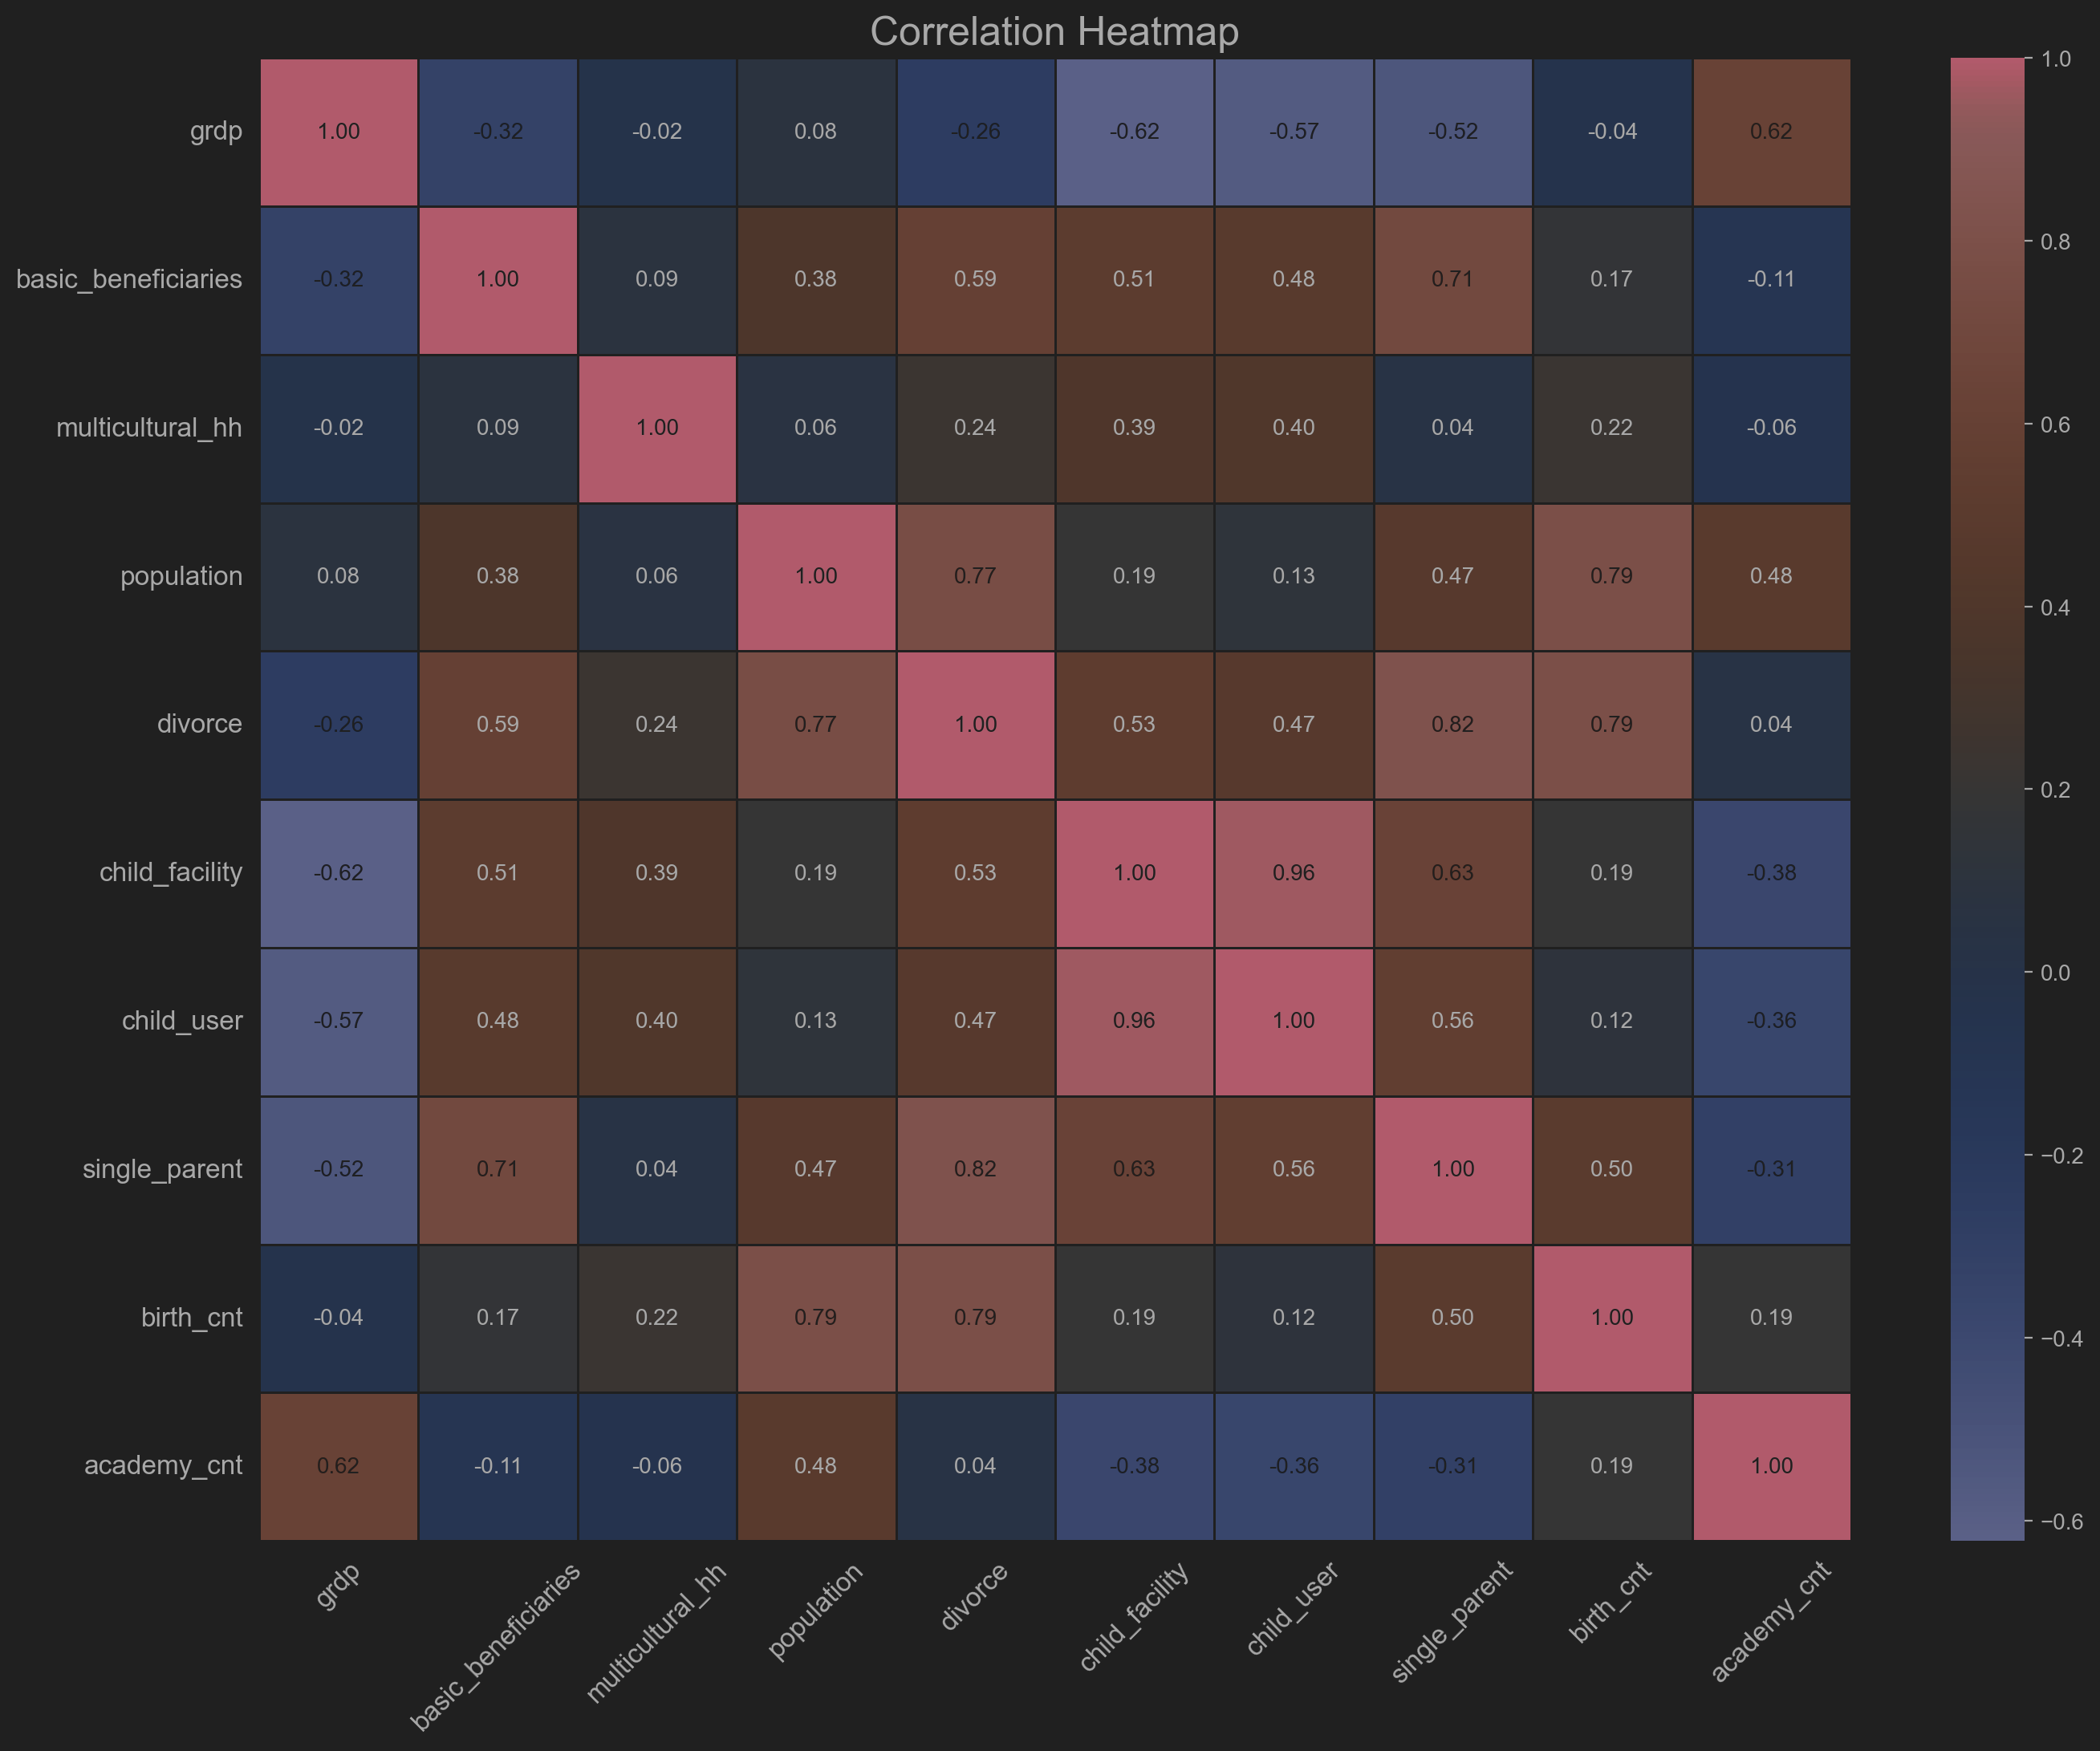 Correlation Heatmap
grdp 1.00 -0.32 -0.02 0.08 -0.26 -0.62 -0.57 -0.52 -0.04 0.62
basic_beneficiaries -0.32 1.00 0.09 0.38 0.59 0.51 0.48 0.71 0.17 -0.11
multicultural_hh -0.02 0.09 1.00 0.06 0.24 0.39 0.40 0.04 0.22 -0.06
population 0.08 0.38 0.06 1.00 0.77 0.19 0.13 0.47 0.79 0.48
divorce -0.26 0.59 0.24 0.77 1.00 0.53 0.47 0.82 0.79 0.04
child_facility -0.62 0.51 0.39 0.19 0.53 1.00 0.96 0.63 0.19 -0.38
child_user -0.57 0.48 0.40 0.13 0.47 0.96 1.00 0.56 0.12 -0.36
single_parent -0.52 0.71 0.04 0.47 0.82 0.63 0.56 1.00 0.50 -0.31
birth_cnt -0.04 0.17 0.22 0.79 0.79 0.19 0.12 0.50 1.00 0.19
academy_cnt 0.62 -0.11 -0.06 0.48 0.04 -0.38 -0.36 -0.31 0.19 1.00
grdp basic_beneficiaries multicultural_hh population divorce child_facility child_user single_parent birth_cnt academy_cnt
1.0
0.8
0.6
0.4
0.2
0.0
−0.2
−0.4
−0.6